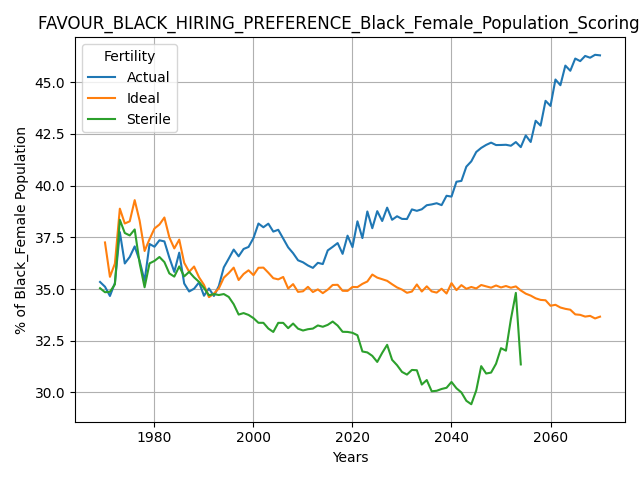 FAVOUR_BLACK_HIRING_PREFERENCE_Black_Female_Population_Scoring
Fertility
Actual
Ideal
Sterile
% of Black_Female Population
45.0
42.5
40.0
37.5
35.0
32.5
30.0
1980
2000
2020
2040
2060
Years